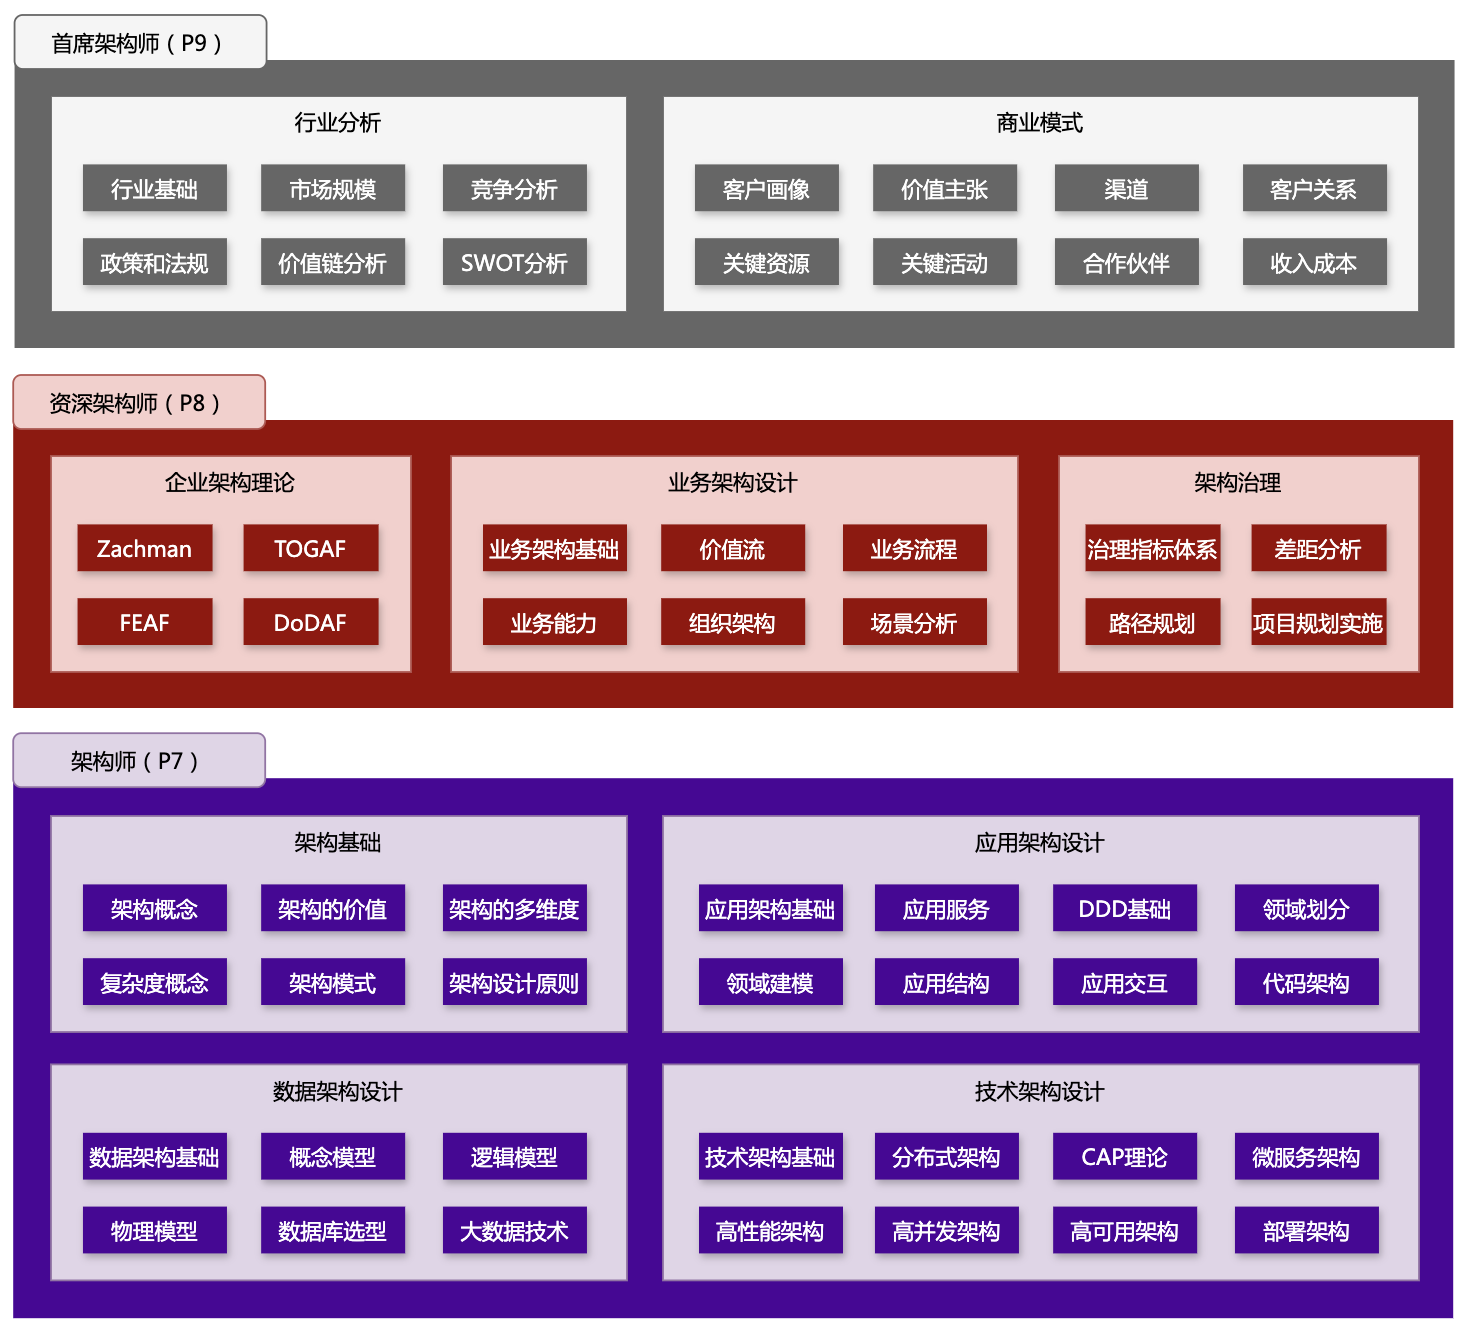 首席架构师（P9）
行业分析
行业基础
市场规模
竞争分析
政策和法规
价值链分析
SWOT分析
商业模式
客户画像
价值主张
渠道
客户关系
关键资源
关键活动
合作伙伴
收入成本
资深架构师（P8）
企业架构理论
Zachman
TOGAF
FEAF
DoDAF
业务架构设计
业务架构基础
价值流
业务流程
业务能力
组织架构
场景分析
架构治理
治理指标体系
差距分析
路径规划
项目规划实施
架构师（P7）
架构基础
架构概念
架构的价值
架构的多维度
复杂度概念
架构模式
架构设计原则
应用架构设计
应用架构基础
应用服务
DDD基础
领域划分
领域建模
应用结构
应用交互
代码架构
数据架构设计
数据架构基础
概念模型
逻辑模型
物理模型
数据库选型
大数据技术
技术架构设计
技术架构基础
分布式架构
CAP理论
微服务架构
高性能架构
高并发架构
高可用架构
部署架构